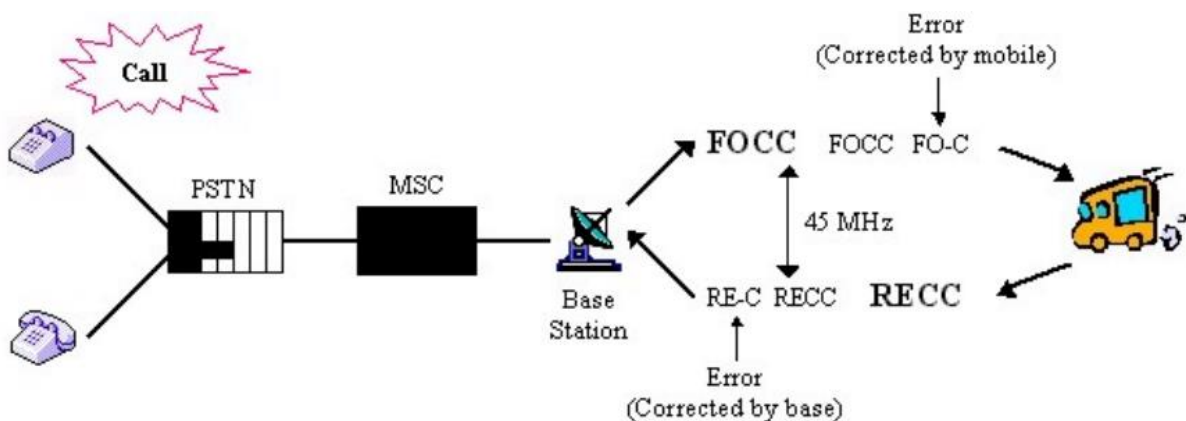 Error
(Corrected by mobile)
Call
FOCC FOCC FO-C
PSTN
MSC
45 MHz
RE-C RECC RECC
Base
Station
Error
(Corrected by base)